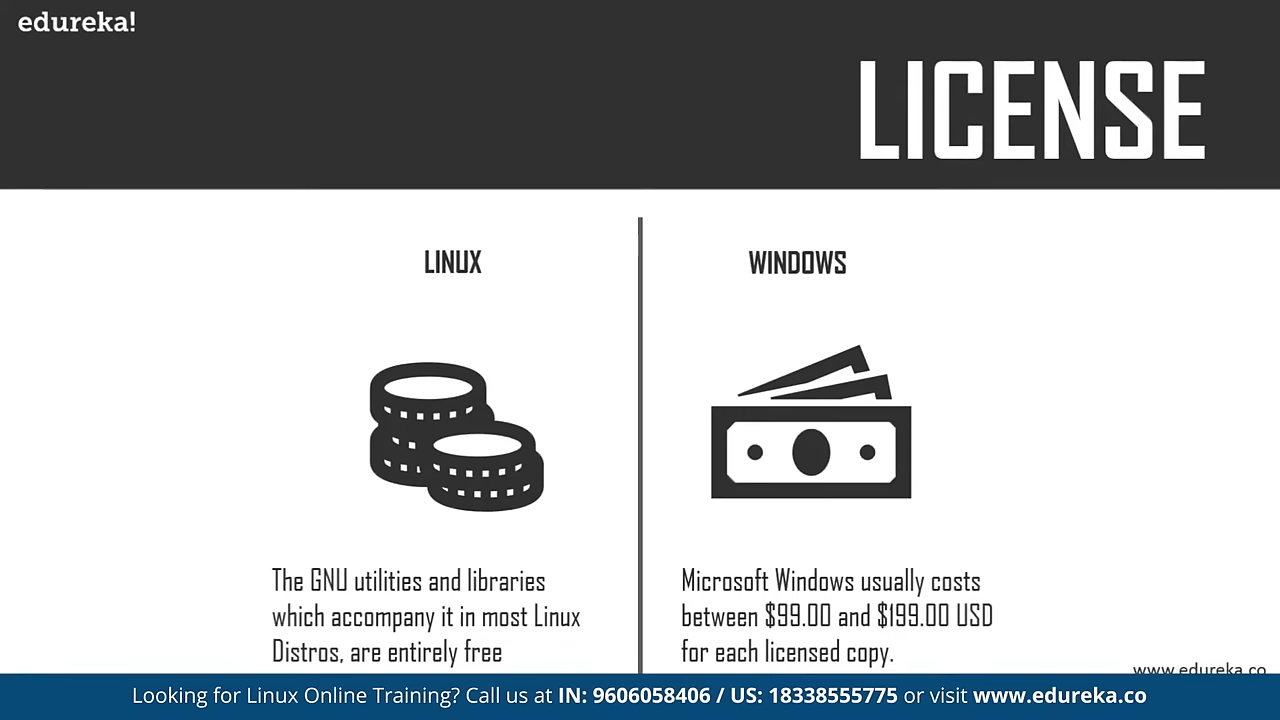 edureka!
LICENSE
LINUX
WINDOWS
The GNU utilities and libraries
which accompany it in most Linux
Distros, are entirely free
Microsoft Windows usually costs
between $99.00 and $199.00 USD
for each licensed copy.
www.edureka.co
Looking for Linux Online Training? Call us at IN: 9606058406 / US: 18338555775 or visit www.edureka.co